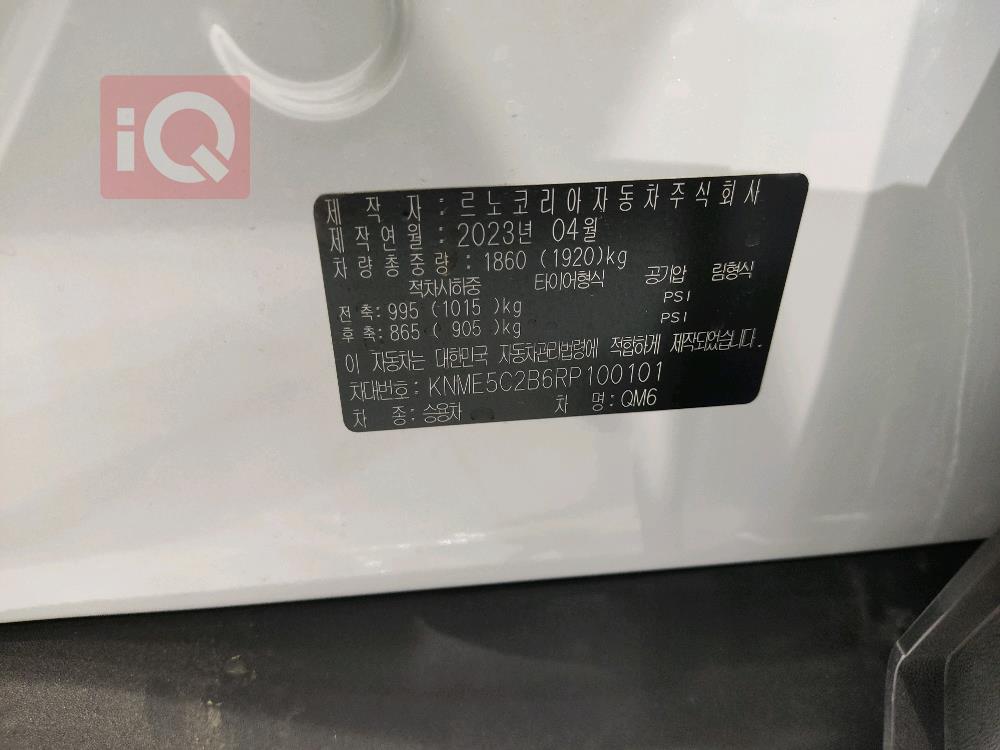 iQ
제 작 자 : 르노코리아자동차주식회사
제작연월 : 2023년 04월
차량총중량 : 1860 (1920)kg
적차시하중 타이어형식 공기압 림형식
전 축: 995 (1015 )kg PSI
후 축: 865 ( 905 )kg PSI
이 자동차는 대한민국 자동차관리법령에 적합하게 제작되었습니다.
차대번호 : KNME5C2B6RP100101
차 종 : 승용차 차 명 : QM6